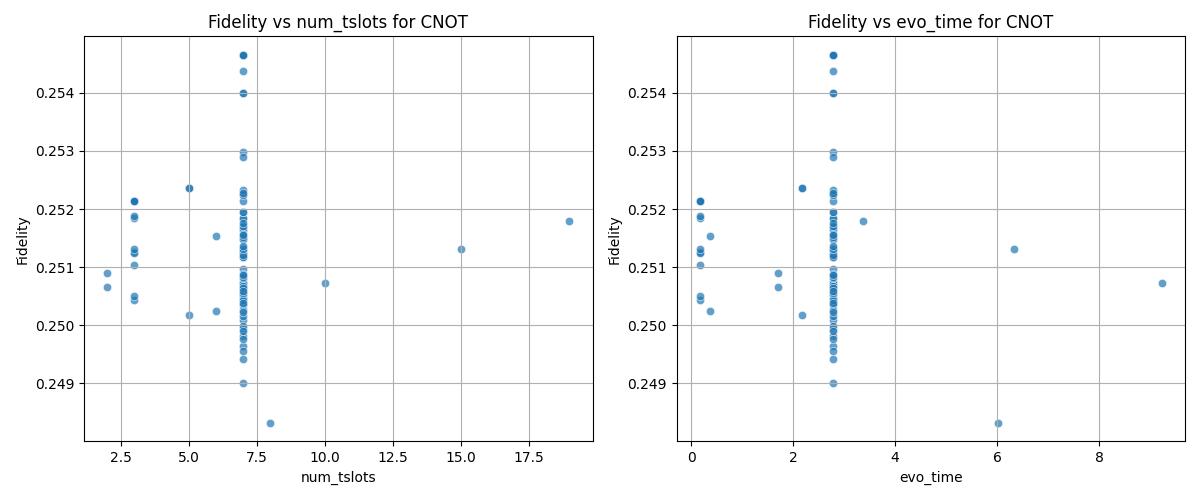 Fidelity vs num_tslots for CNOT
Fidelity
0.254
0.253
0.252
0.251
0.250
0.249
2.5 5.0 7.5 10.0 12.5 15.0 17.5
num_tslots
Fidelity vs evo_time for CNOT
Fidelity
0.254
0.253
0.252
0.251
0.250
0.249
0 2 4 6 8
evo_time